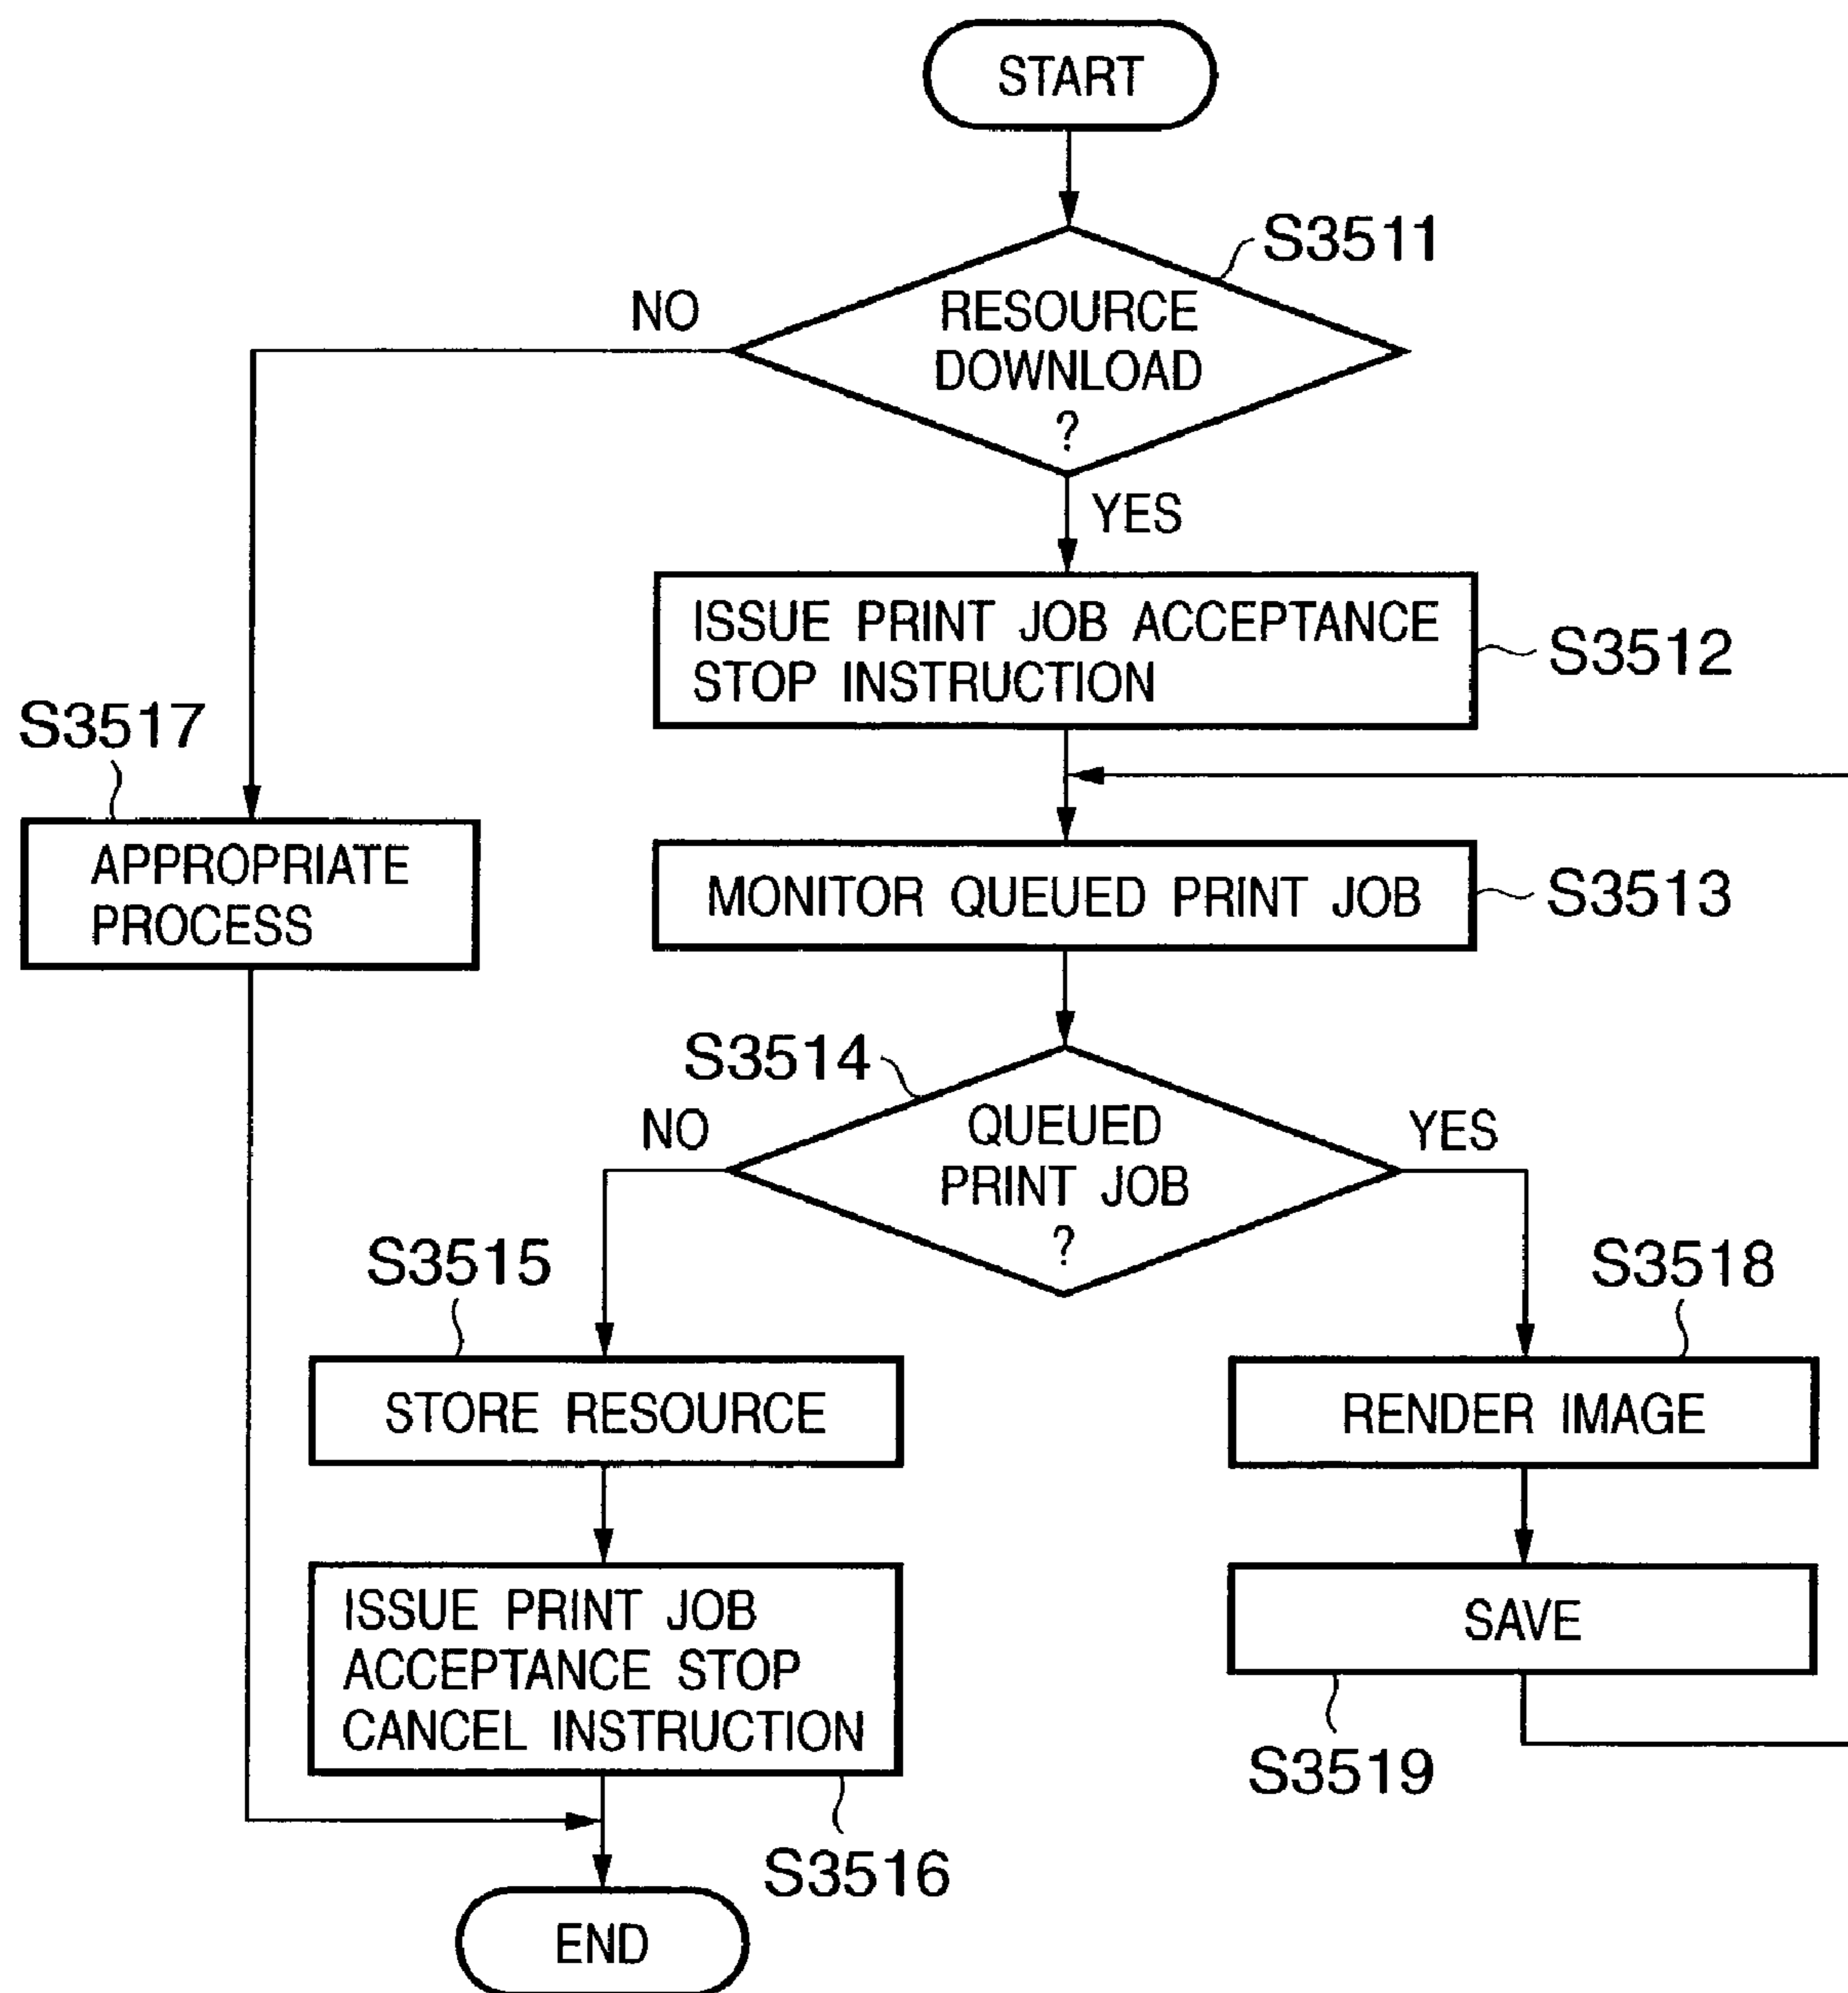 START
S3511
NO
RESOURCE
DOWNLOAD
?
YES
ISSUE PRINT JOB ACCEPTANCE
STOP INSTRUCTION
S3512
S3517
APPROPRIATE
PROCESS
MONITOR QUEUED PRINT JOB
S3513
S3514
NO
QUEUED
PRINT JOB
?
YES
S3515
S3518
STORE RESOURCE
RENDER IMAGE
ISSUE PRINT JOB
ACCEPTANCE STOP
CANCEL INSTRUCTION
SAVE
S3519
S3516
END